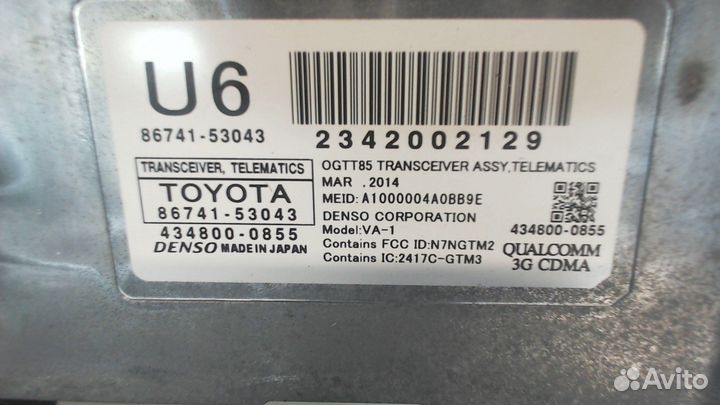 U6
86741-53043
2342002129
TRANSCEIVER, TELEMATICS
TOYOTA
86741-53043
434800-0855
DENSO MADE IN JAPAN
OGTT85 TRANSCEIVER ASSY,TELEMATICS
MAR .2014
MEID:A1000004A0BB9E
DENSO CORPORATION
Model:VA-1
Contains FCC ID:N7NGTM2
Contains IC:2417C-GTM3
434800-0855
QUALCOMM
3G CDMA
Avito